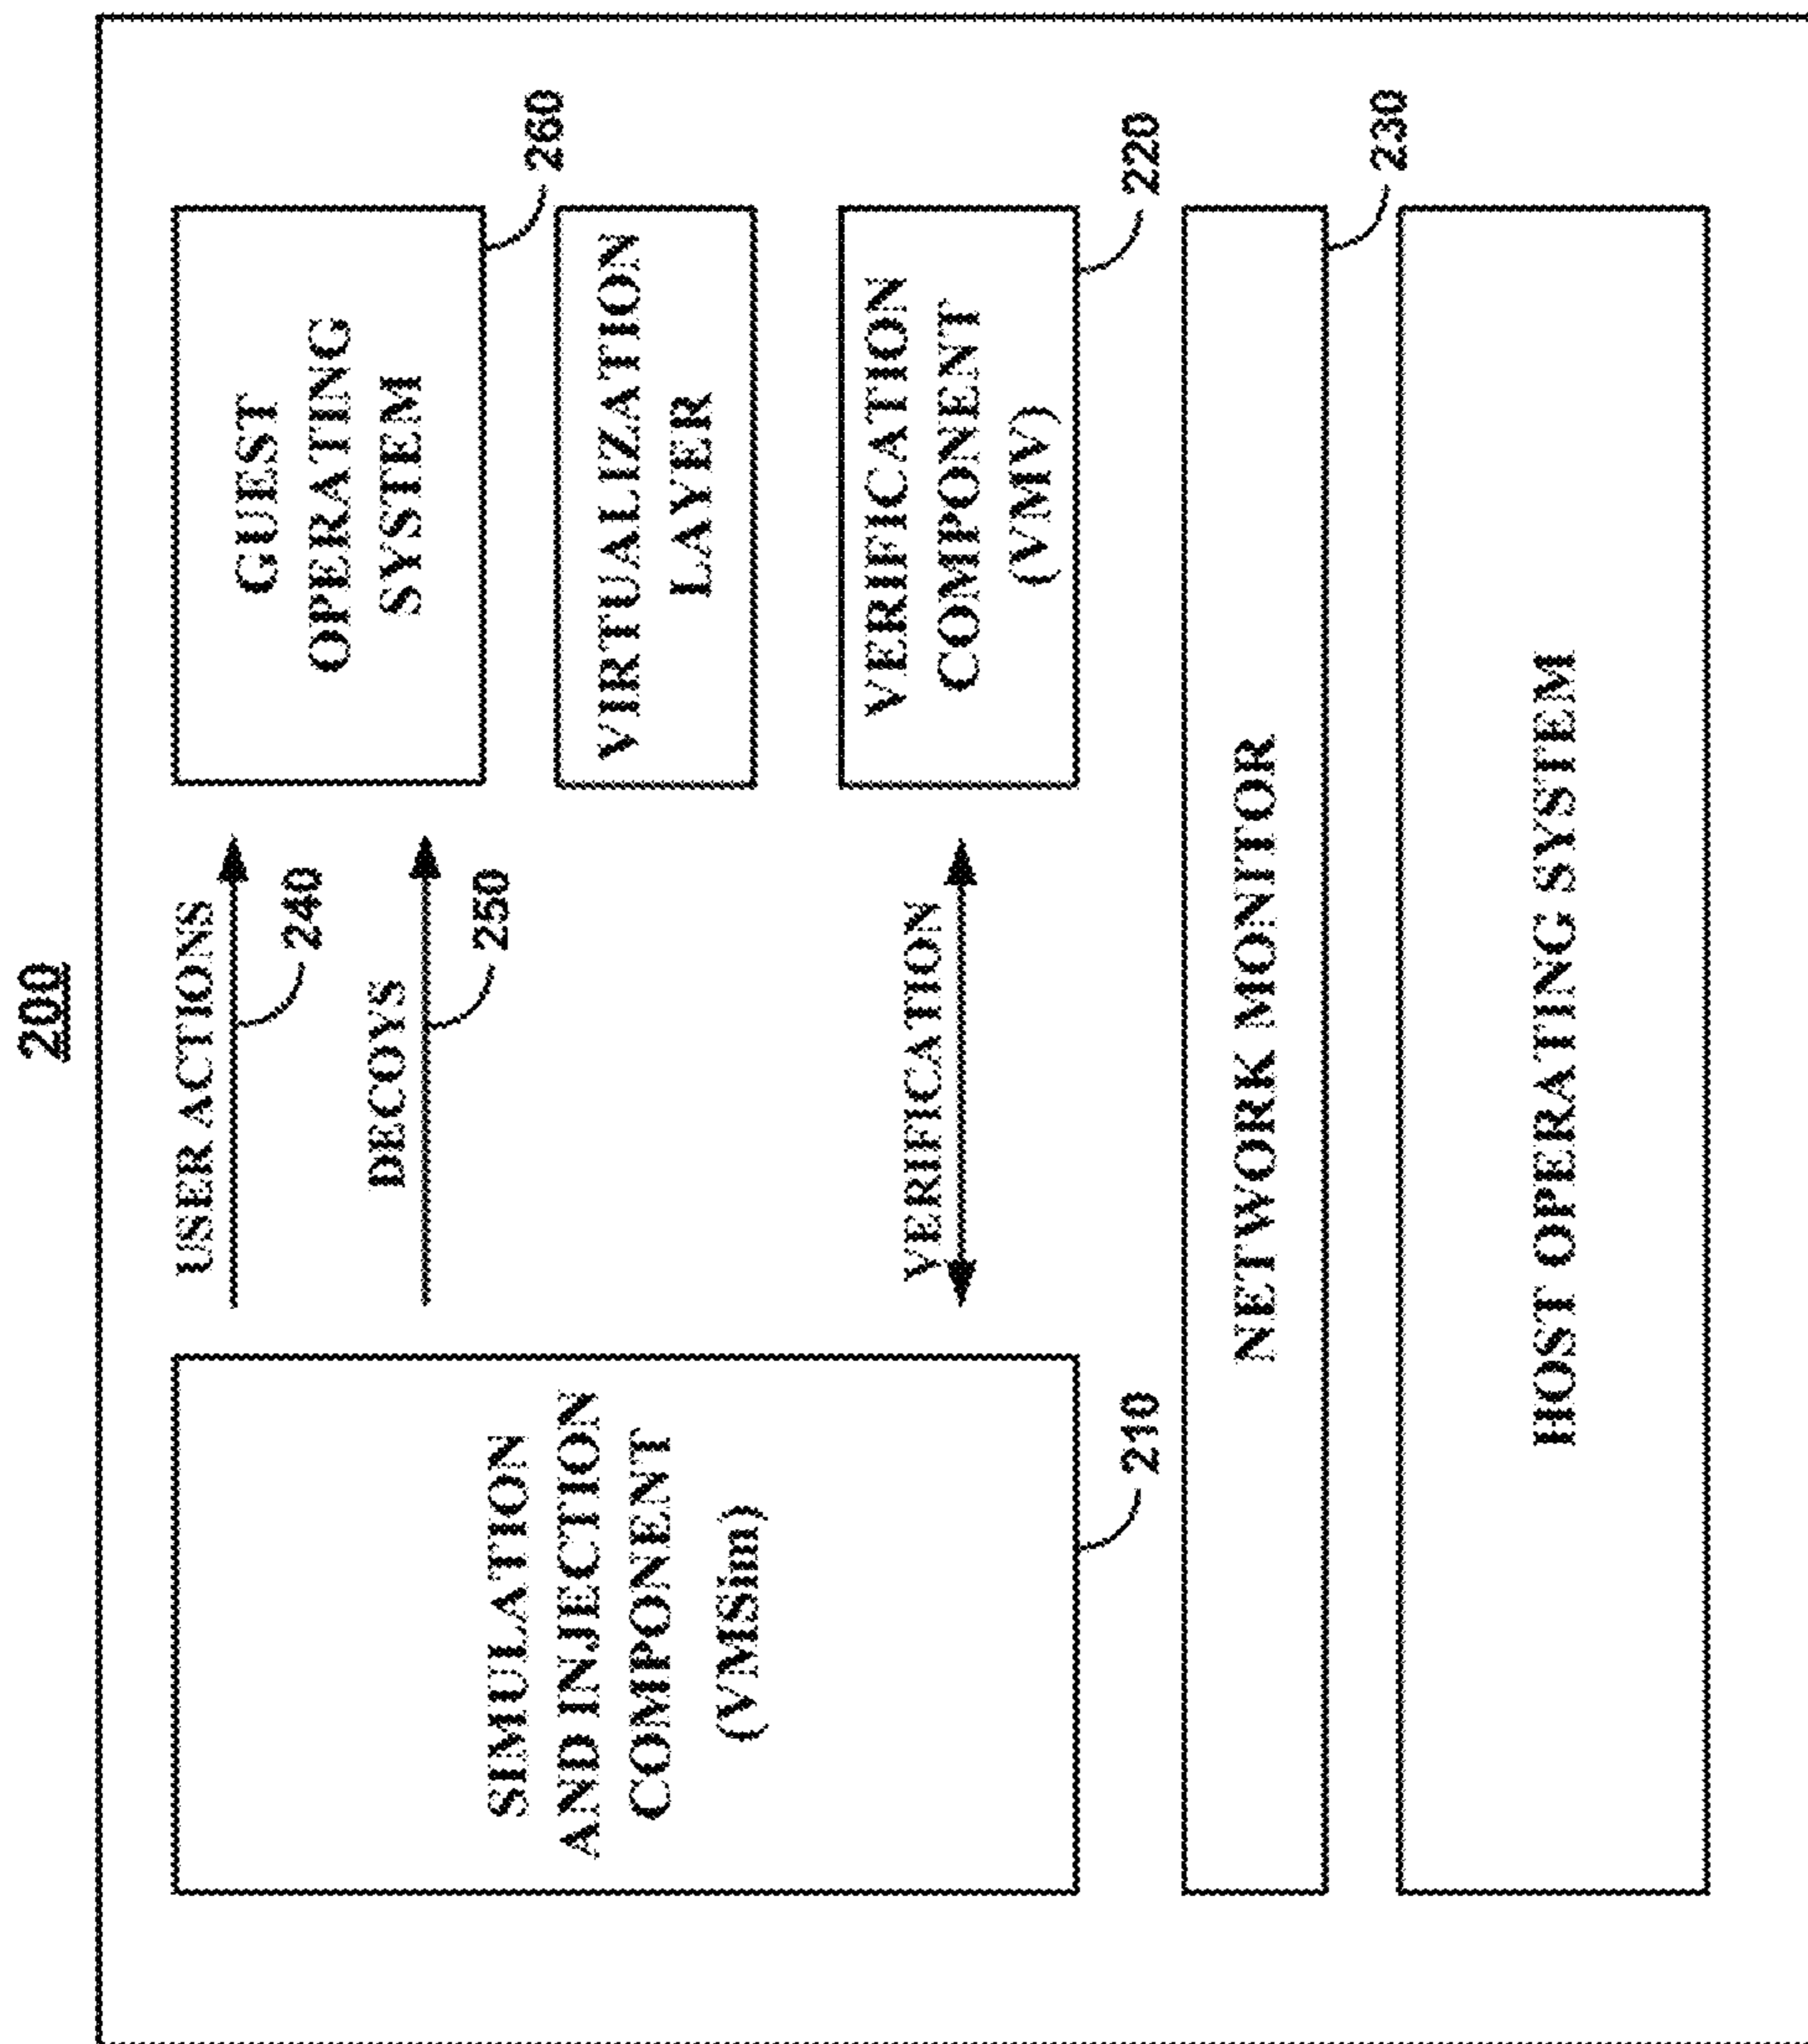 200
SIMULATION
AND INJECTION
COMPONENT
(VMSim)
210
USER ACTIONS
240
DECOYS
250
VERIFICATION
GUEST
OPERATING
SYSTEM
260
VIRTUALIZATION
LAYER
VERIFICATION
COMPONENT
(VMV)
220
NETWORK MONITOR
230
HOST OPERATING SYSTEM